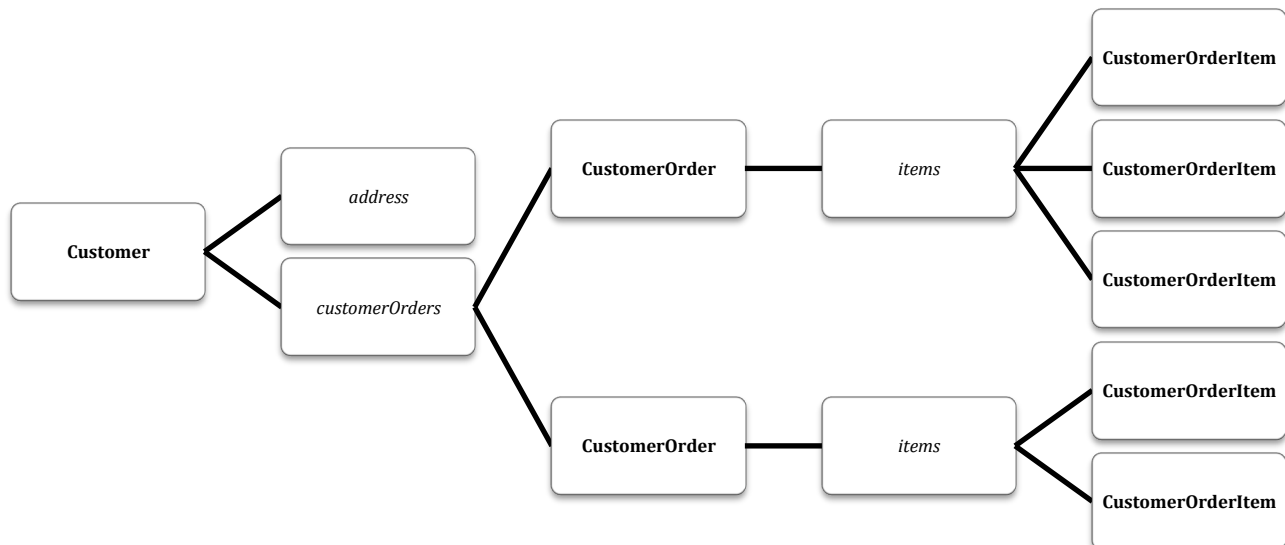 Customer
address
customerOrders
CustomerOrder
items
CustomerOrderItem
CustomerOrderItem
CustomerOrderItem
CustomerOrder
items
CustomerOrderItem
CustomerOrderItem